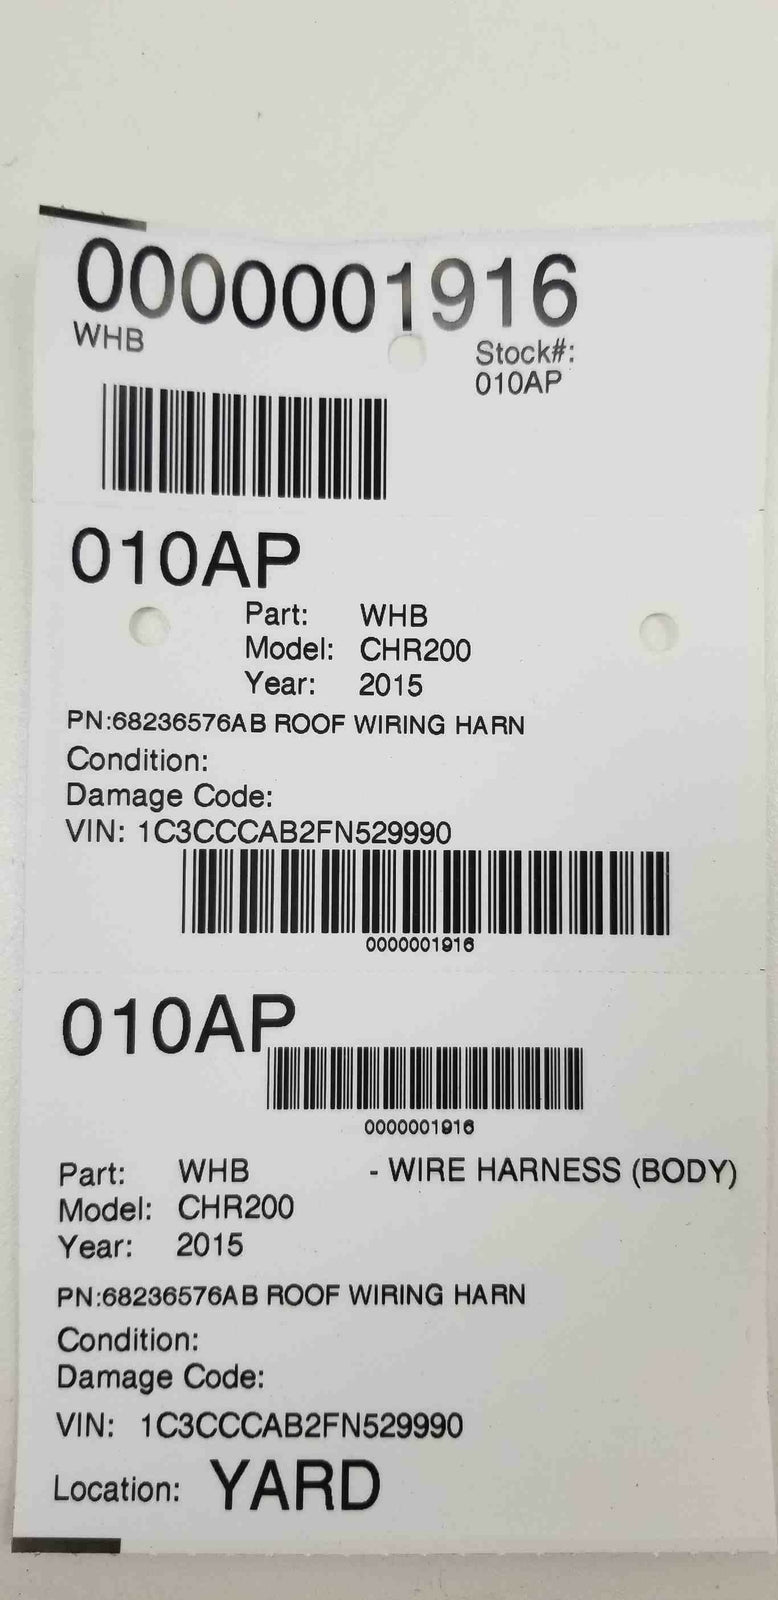 0000001916
WHB
Stock#:
010AP
010AP
Part: WHB
Model: CHR200
Year: 2015
PN:68236576AB ROOF WIRING HARN
Condition:
Damage Code:
VIN: 1C3CCCAB2FN529990
0000001916
010AP
0000001916
Part: WHB - WIRE HARNESS (BODY)
Model: CHR200
Year: 2015
PN:68236576AB ROOF WIRING HARN
Condition:
Damage Code:
VIN: 1C3CCCAB2FN529990
Location: YARD